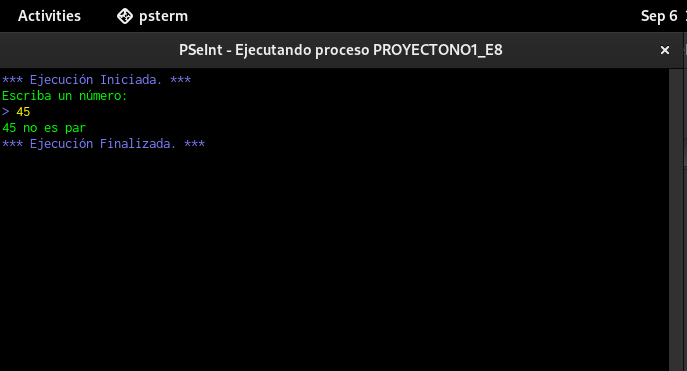 Activities psterm Sep 6
PSeInt - Ejecutando proceso PROYECTONO1_E8 ×
*** Ejecución Iniciada. ***
Escriba un número:
> 45
45 no es par
*** Ejecución Finalizada. ***